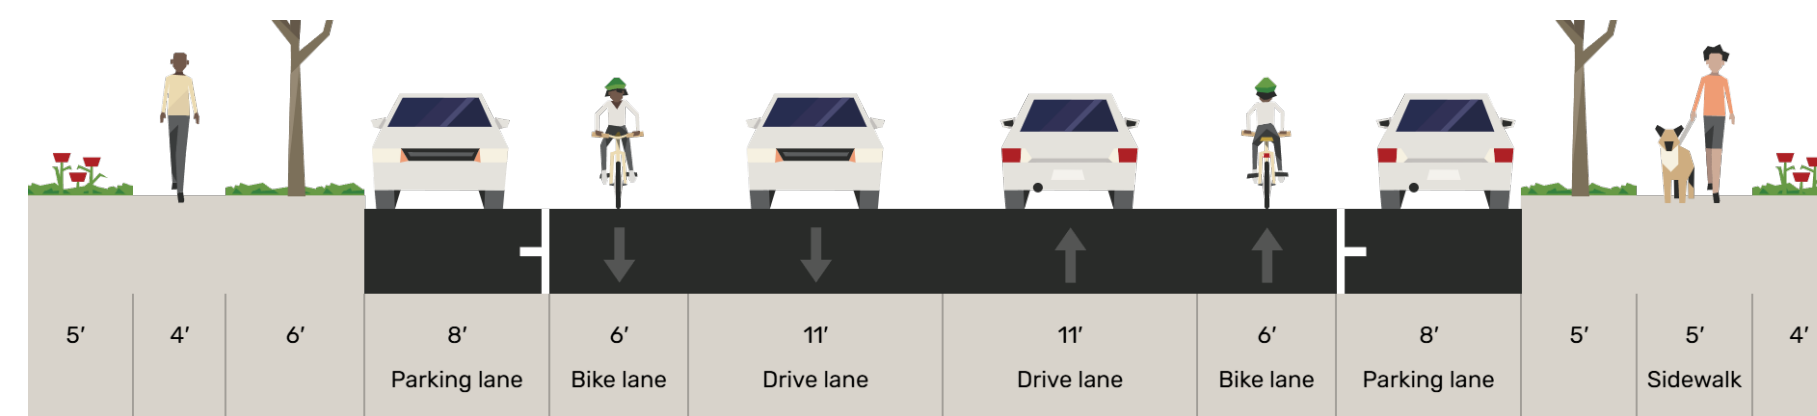 5′ 4′ 6′ 8′ 6′ 11′ 11′ 6′ 8′ 5′ 5′ 4′
Parking lane Bike lane Drive lane Drive lane Bike lane Parking lane Sidewalk